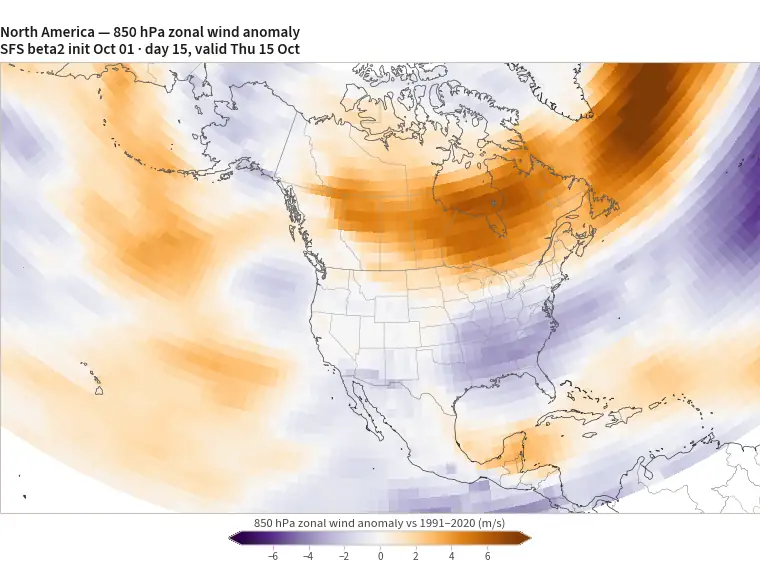 North America — 850 hPa zonal wind anomaly
SFS beta2 init Oct 01 · day 15, valid Thu 15 Oct
850 hPa zonal wind anomaly vs 1991–2020 (m/s)
−6 −4 −2 0 2 4 6